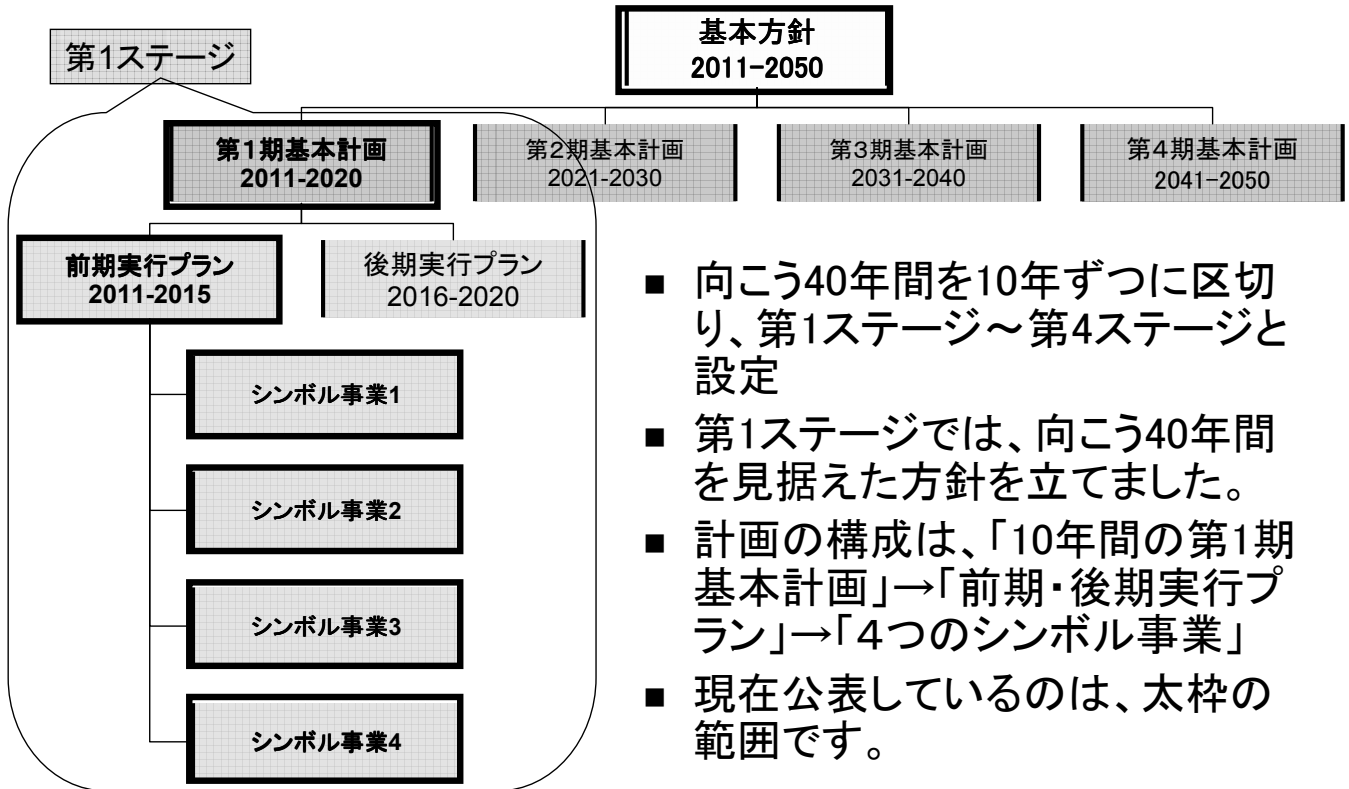 第1ステージ
基本方針
2011-2050
第1期基本計画
2011-2020
第2期基本計画
2021-2030
第3期基本計画
2031-2040
第4期基本計画
2041-2050
前期実行プラン
2011-2015
後期実行プラン
2016-2020
シンボル事業1
シンボル事業2
シンボル事業3
シンボル事業4
■ 向こう40年間を10年ずつに区切
り、第1ステージ～第4ステージと
設定
■ 第1ステージでは、向こう40年間
を見据えた方針を立てました。
■ 計画の構成は、「10年間の第1期
基本計画」→「前期・後期実行プ
ラン」→「４つのシンボル事業」
■ 現在公表しているのは、太枠の
範囲です。